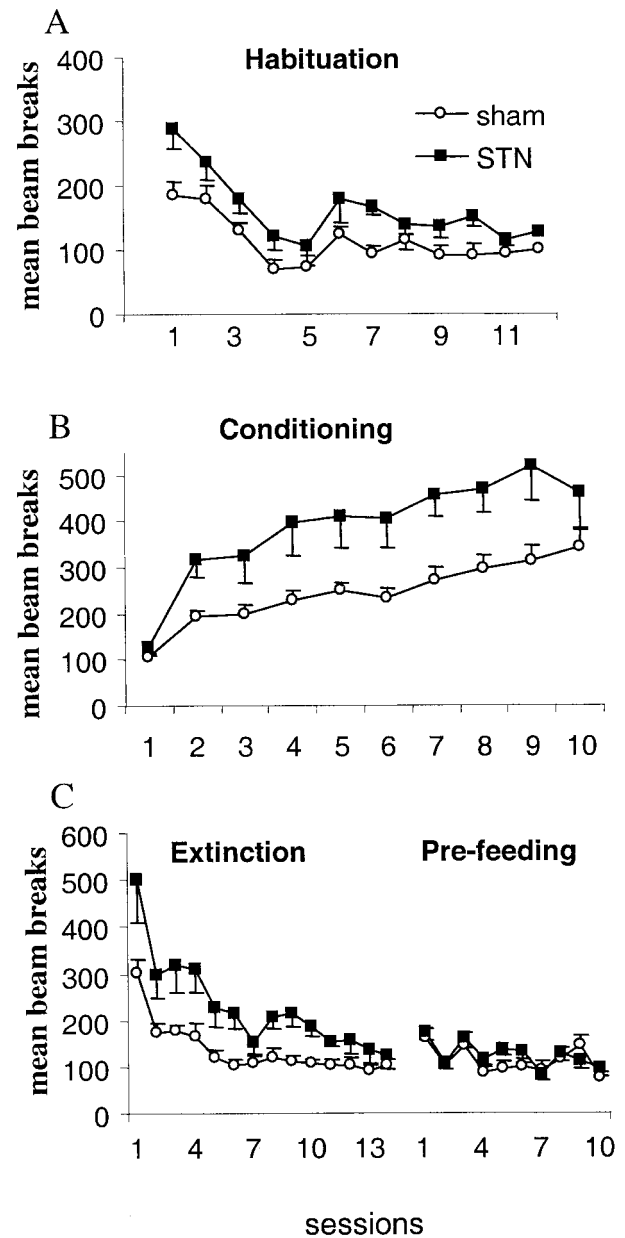 A
Habituation
mean beam breaks
400
300
200
100
0
sham
STN
1 3 5 7 9 11
B
Conditioning
mean beam breaks
500
400
300
200
100
0
1 2 3 4 5 6 7 8 9 10
C
Extinction Pre-feeding
mean beam breaks
600
500
400
300
200
100
0
1 4 7 10 13 1 4 7 10
sessions